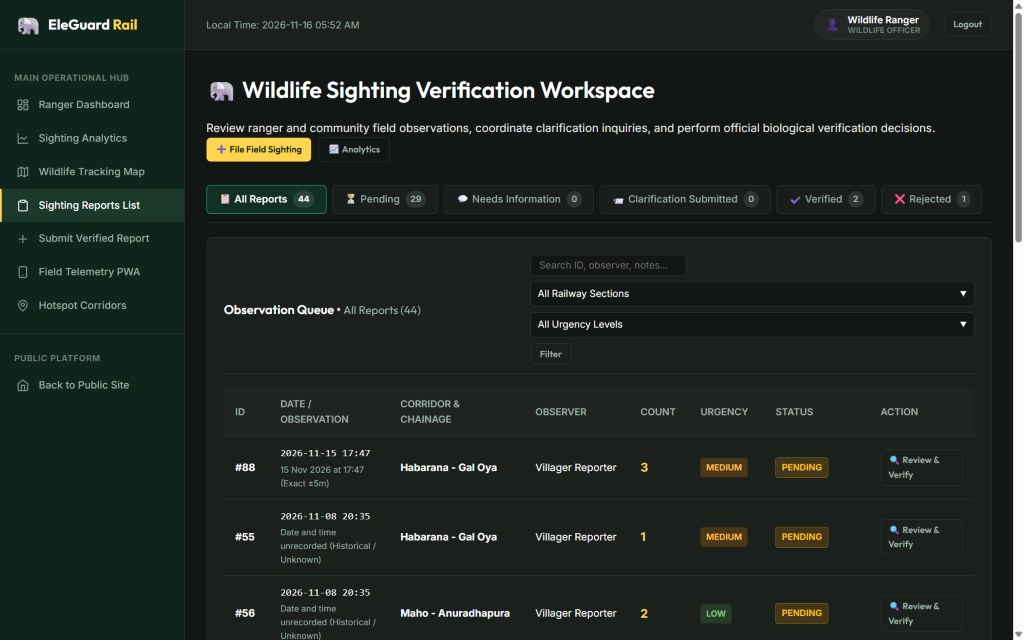 EleGuard Rail
Local Time: 2026-11-16 05:52 AM
Wildlife Ranger
WILDLIFE OFFICER
Logout
MAIN OPERATIONAL HUB
Ranger Dashboard
Sighting Analytics
Wildlife Tracking Map
Sighting Reports List
Submit Verified Report
Field Telemetry PWA
Hotspot Corridors
PUBLIC PLATFORM
Back to Public Site
Wildlife Sighting Verification Workspace
Review ranger and community field observations, coordinate clarification inquiries, and perform official biological verification decisions.
File Field Sighting
Analytics
All Reports 44
Pending 29
Needs Information 0
Clarification Submitted 0
Verified 2
Rejected 1
Observation Queue • All Reports (44)
Search ID, observer, notes...
All Railway Sections
All Urgency Levels
Filter
ID
DATE /
OBSERVATION
CORRIDOR &
CHAINAGE
OBSERVER
COUNT
URGENCY
STATUS
ACTION
#88
2026-11-15 17:47
15 Nov 2026 at 17:47
(Exact ±5m)
Habarana - Gal Oya
Villager Reporter
3
MEDIUM
PENDING
Review &
Verify
#55
2026-11-08 20:35
Date and time
unrecorded (Historical /
Unknown)
Habarana - Gal Oya
Villager Reporter
1
MEDIUM
PENDING
Review &
Verify
#56
2026-11-08 20:35
Date and time
unrecorded (Historical /
Unknown)
Maho - Anuradhapura
Villager Reporter
2
LOW
PENDING
Review &
Verify